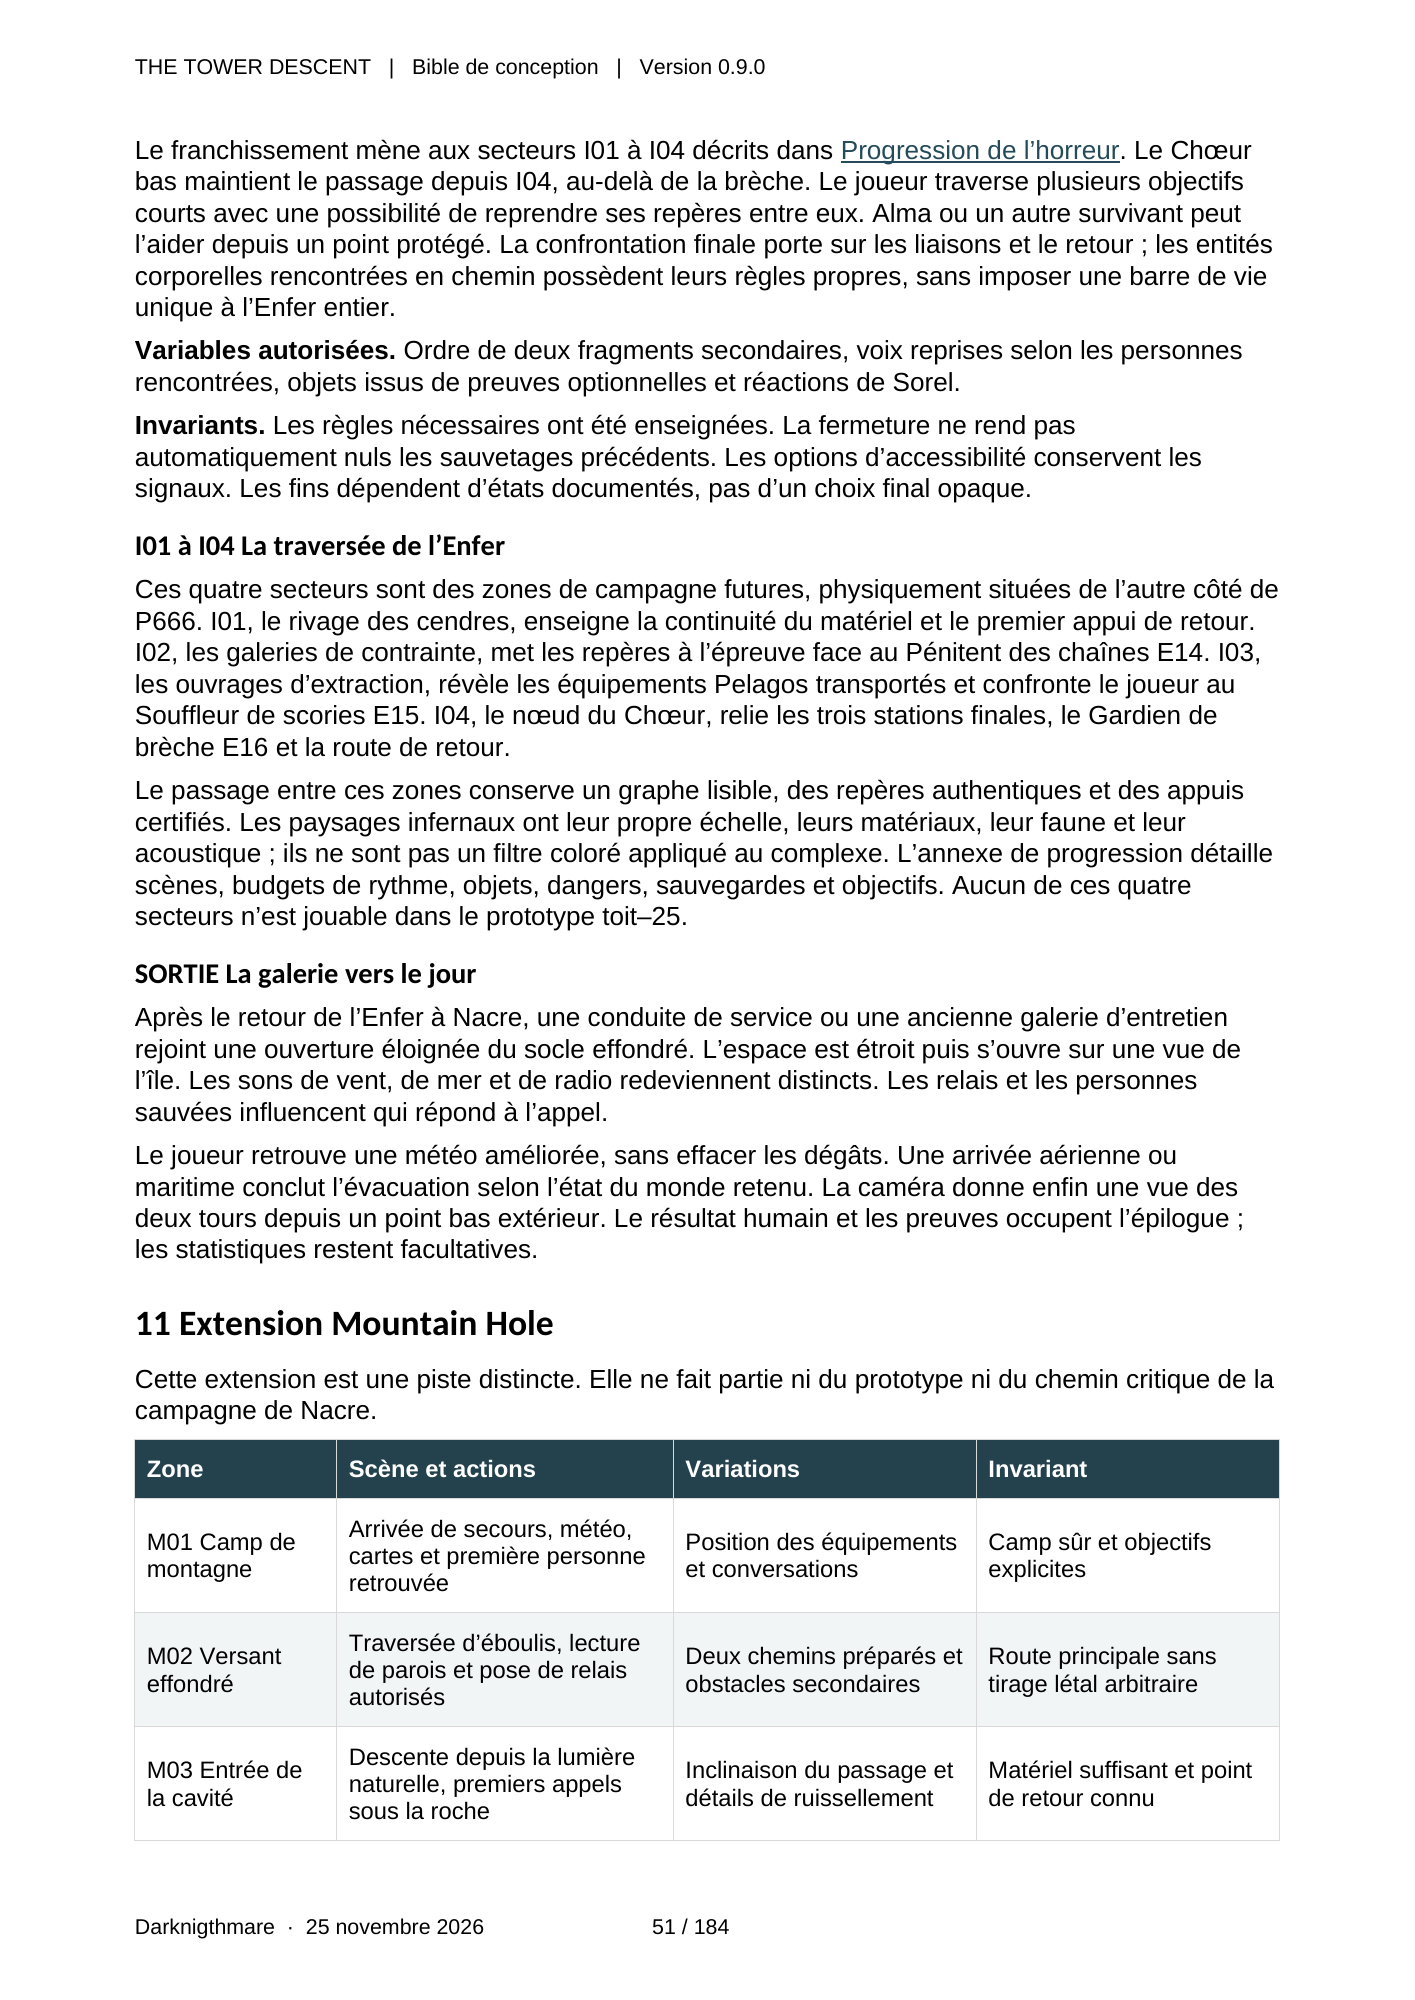 THE TOWER DESCENT | Bible de conception | Version 0.9.0
Le franchissement mène aux secteurs I01 à I04 décrits dans Progression de l’horreur. Le Chœur
bas maintient le passage depuis I04, au-delà de la brèche. Le joueur traverse plusieurs objectifs
courts avec une possibilité de reprendre ses repères entre eux. Alma ou un autre survivant peut
l’aider depuis un point protégé. La confrontation finale porte sur les liaisons et le retour ; les entités
corporelles rencontrées en chemin possèdent leurs règles propres, sans imposer une barre de vie
unique à l’Enfer entier.
Variables autorisées. Ordre de deux fragments secondaires, voix reprises selon les personnes
rencontrées, objets issus de preuves optionnelles et réactions de Sorel.
Invariants. Les règles nécessaires ont été enseignées. La fermeture ne rend pas
automatiquement nuls les sauvetages précédents. Les options d’accessibilité conservent les
signaux. Les fins dépendent d’états documentés, pas d’un choix final opaque.
I01 à I04 La traversée de l’Enfer
Ces quatre secteurs sont des zones de campagne futures, physiquement situées de l’autre côté de
P666. I01, le rivage des cendres, enseigne la continuité du matériel et le premier appui de retour.
I02, les galeries de contrainte, met les repères à l’épreuve face au Pénitent des chaînes E14. I03,
les ouvrages d’extraction, révèle les équipements Pelagos transportés et confronte le joueur au
Souffleur de scories E15. I04, le nœud du Chœur, relie les trois stations finales, le Gardien de
brèche E16 et la route de retour.
Le passage entre ces zones conserve un graphe lisible, des repères authentiques et des appuis
certifiés. Les paysages infernaux ont leur propre échelle, leurs matériaux, leur faune et leur
acoustique ; ils ne sont pas un filtre coloré appliqué au complexe. L’annexe de progression détaille
scènes, budgets de rythme, objets, dangers, sauvegardes et objectifs. Aucun de ces quatre
secteurs n’est jouable dans le prototype toit–25.
SORTIE La galerie vers le jour
Après le retour de l’Enfer à Nacre, une conduite de service ou une ancienne galerie d’entretien
rejoint une ouverture éloignée du socle effondré. L’espace est étroit puis s’ouvre sur une vue de
l’île. Les sons de vent, de mer et de radio redeviennent distincts. Les relais et les personnes
sauvées influencent qui répond à l’appel.
Le joueur retrouve une météo améliorée, sans effacer les dégâts. Une arrivée aérienne ou
maritime conclut l’évacuation selon l’état du monde retenu. La caméra donne enfin une vue des
deux tours depuis un point bas extérieur. Le résultat humain et les preuves occupent l’épilogue ;
les statistiques restent facultatives.
11 Extension Mountain Hole
Cette extension est une piste distincte. Elle ne fait partie ni du prototype ni du chemin critique de la
campagne de Nacre.
Zone
Scène et actions
Variations
Invariant
M01 Camp de
montagne
Arrivée de secours, météo,
cartes et première personne
retrouvée
Position des équipements
et conversations
Camp sûr et objectifs
explicites
M02 Versant
effondré
Traversée d’éboulis, lecture
de parois et pose de relais
autorisés
Deux chemins préparés et
obstacles secondaires
Route principale sans
tirage létal arbitraire
M03 Entrée de
la cavité
Descente depuis la lumière
naturelle, premiers appels
sous la roche
Inclinaison du passage et
détails de ruissellement
Matériel suffisant et point
de retour connu
Darknigthmare · 25 novembre 2026
51 / 184